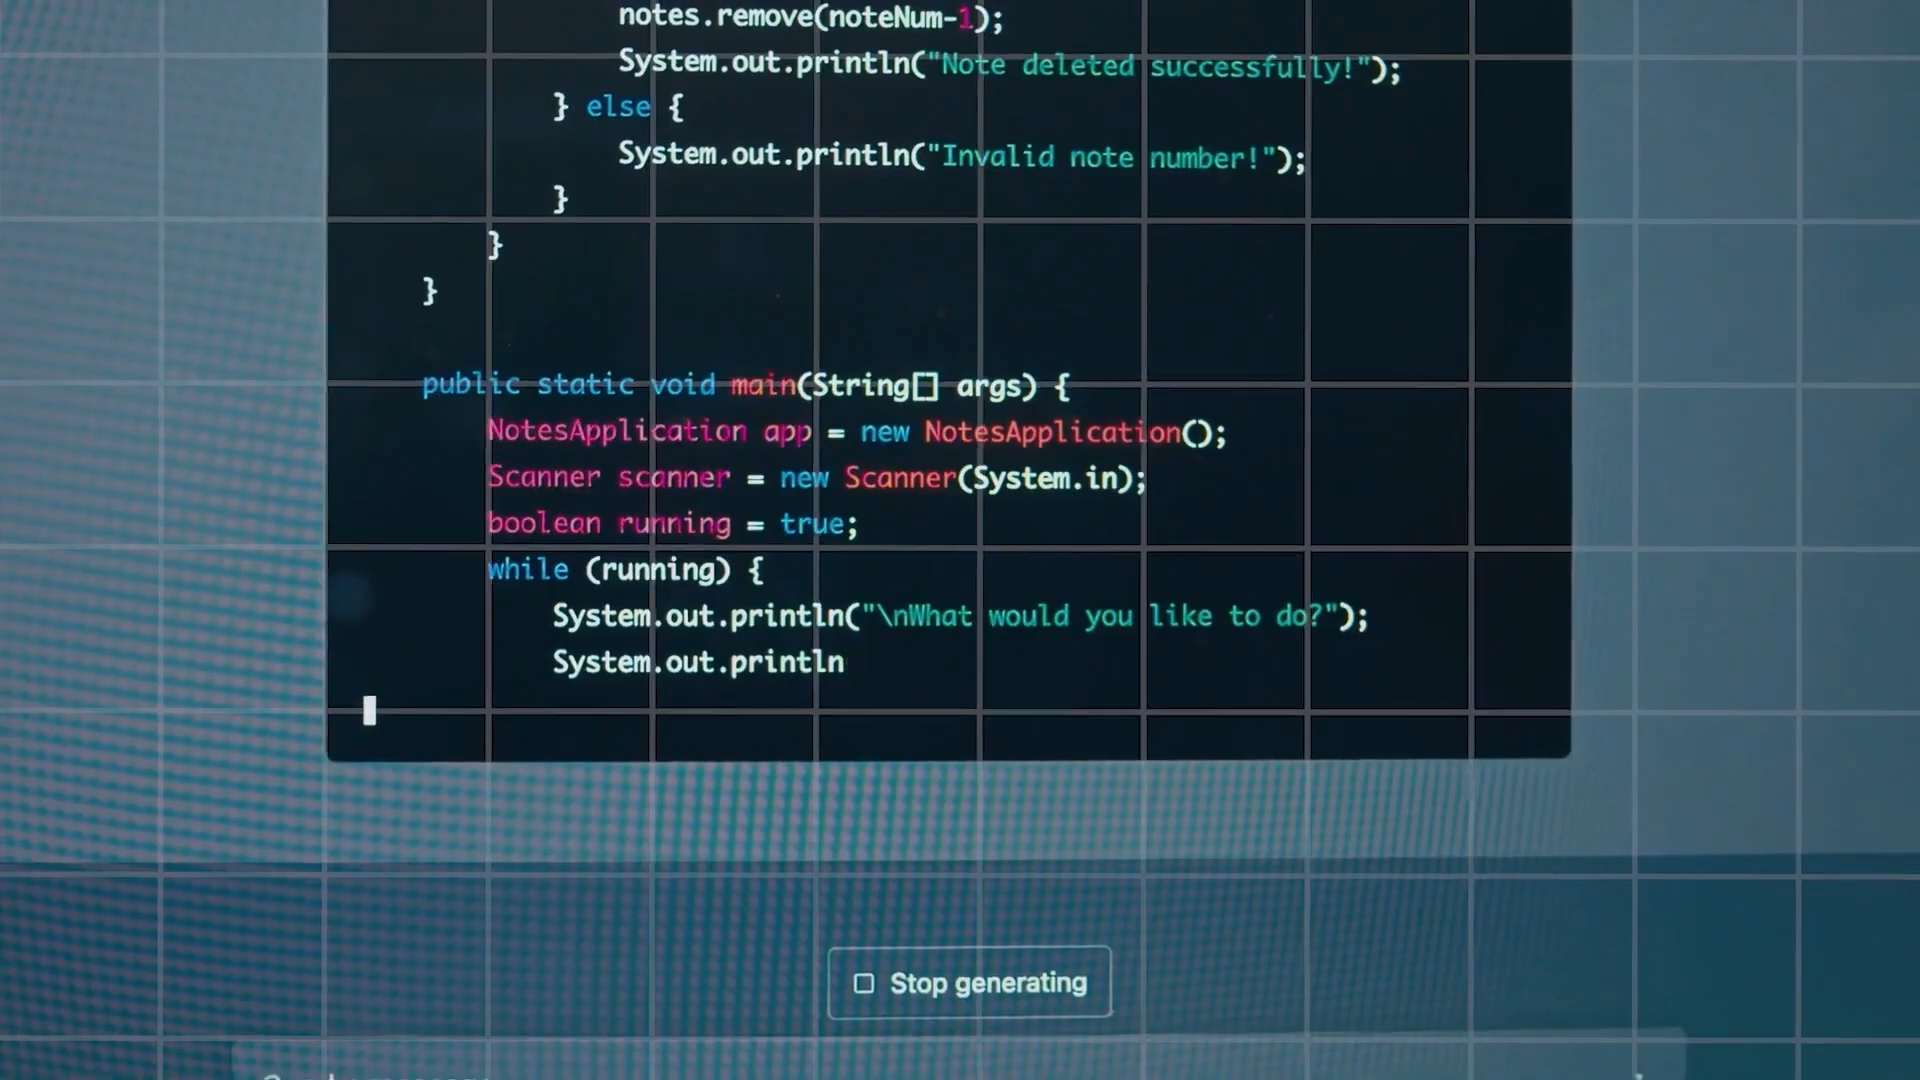 notes.remove(noteNum-1);
System.out.println("Note deleted successfully!");
} else {
System.out.println("Invalid note number!");
}
}
}
public static void main(String[] args) {
NotesApplication app = new NotesApplication();
Scanner scanner = new Scanner(System.in);
boolean running = true;
while (running) {
System.out.println("\nWhat would you like to do?");
System.out.println
Stop generating